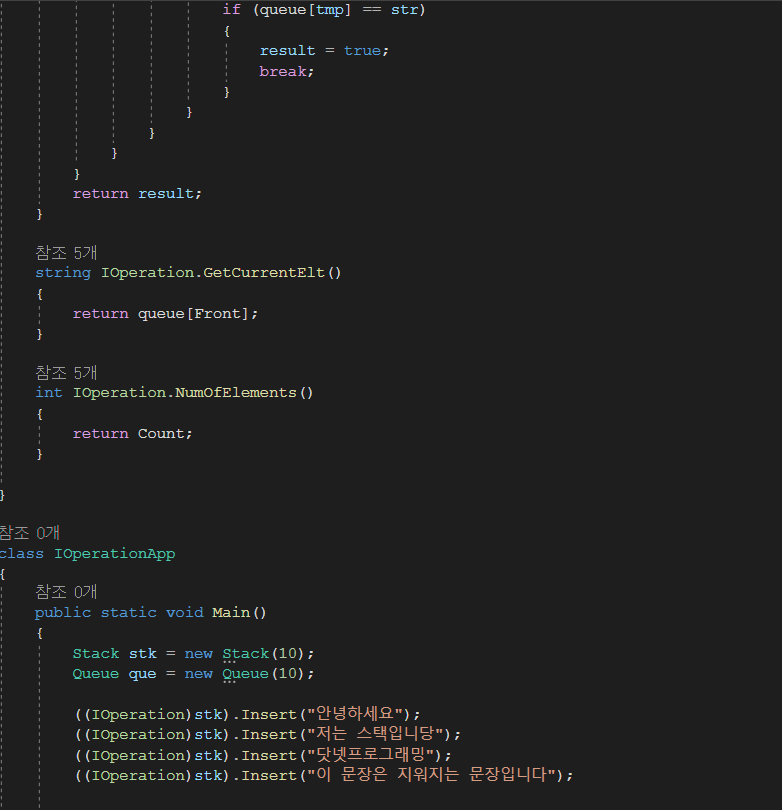 if (queue[tmp] == str)
{
result = true;
break;
}
}
}
}
}
return result;
}
참조 5개
string IOperation.GetCurrentElt()
{
return queue[Front];
}
참조 5개
int IOperation.NumOfElements()
{
return Count;
}
}
참조 0개
class IOperationApp
{
참조 0개
public static void Main()
{
Stack stk = new Stack(10);
Queue que = new Queue(10);
((IOperation)stk).Insert("안녕하세요");
((IOperation)stk).Insert("저는 스택입니당");
((IOperation)stk).Insert("닷넷프로그래밍");
((IOperation)stk).Insert("이 문장은 지워지는 문장입니다");